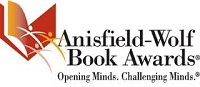 Anisfield-Wolf
Book Awards®
Opening Minds. Challenging Minds.®